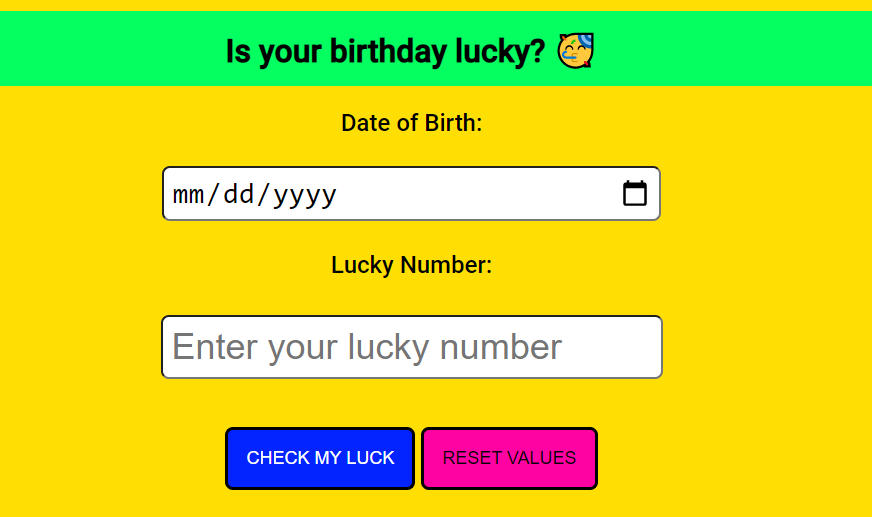 Is your birthday lucky? 🥳
Date of Birth:
mm/dd/yyyy
Lucky Number:
Enter your lucky number
CHECK MY LUCK RESET VALUES